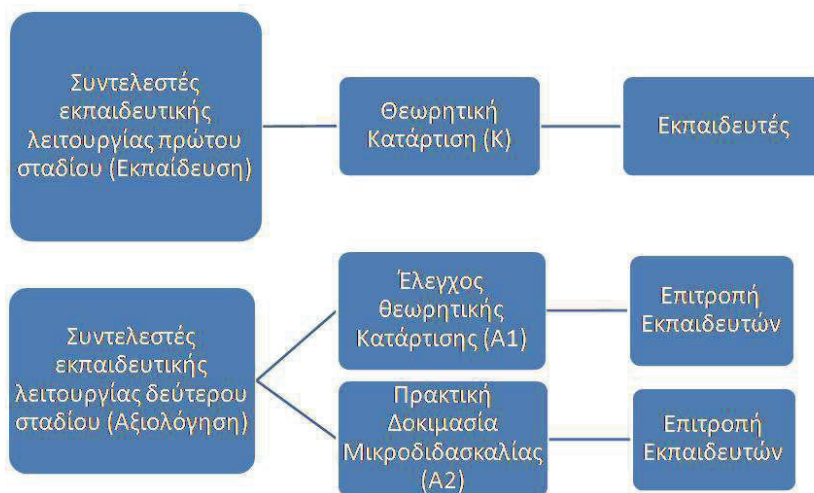 Συντελεστές
εκπαιδευτικής
λειτουργίας πρώτου
σταδίου (Εκπαίδευση)
Θεωρητική
Κατάρτιση (Κ)
Εκπαιδευτές
Συντελεστές
εκπαιδευτικής
λειτουργίας δεύτερου
σταδίου (Αξιολόγηση)
Έλεγχος
θεωρητικής
Κατάρτισης (Α1)
Επιτροπή
Εκπαιδευτών
Πρακτική
Δοκιμασία
Μικροδιδασκαλίας
(Α2)
Επιτροπή
Εκπαιδευτών